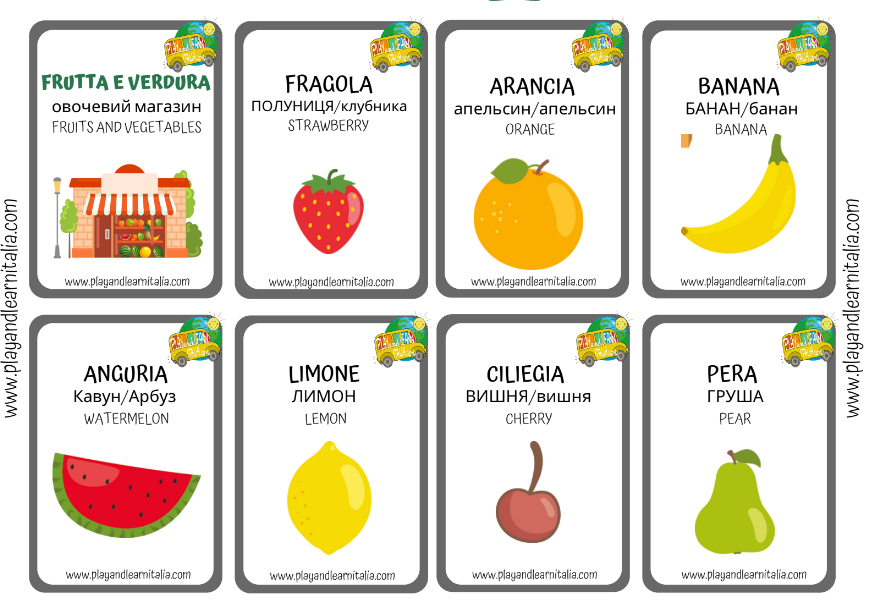 FRUTTA E VERDURA
овочевий магазин
FRUITS AND VEGETABLES
www.playandlearnitalia.com
FRAGOLA
ПОЛУНИЦЯ/клубника
STRAWBERRY
www.playandlearnitalia.com
ARANCIA
апельсин/апельсин
ORANGE
www.playandlearnitalia.com
BANANA
БАНАН/банан
BANANA
www.playandlearnitalia.com
www.playandlearnitalia.com
www.playandlearnitalia.com
ANGURIA
Кавун/Арбуз
WATERMELON
www.playandlearnitalia.com
LIMONE
ЛИМОН
LEMON
www.playandlearnitalia.com
CILIEGIA
ВИШНЯ/вишня
CHERRY
www.playandlearnitalia.com
PERA
ГРУША
PEAR
www.playandlearnitalia.com